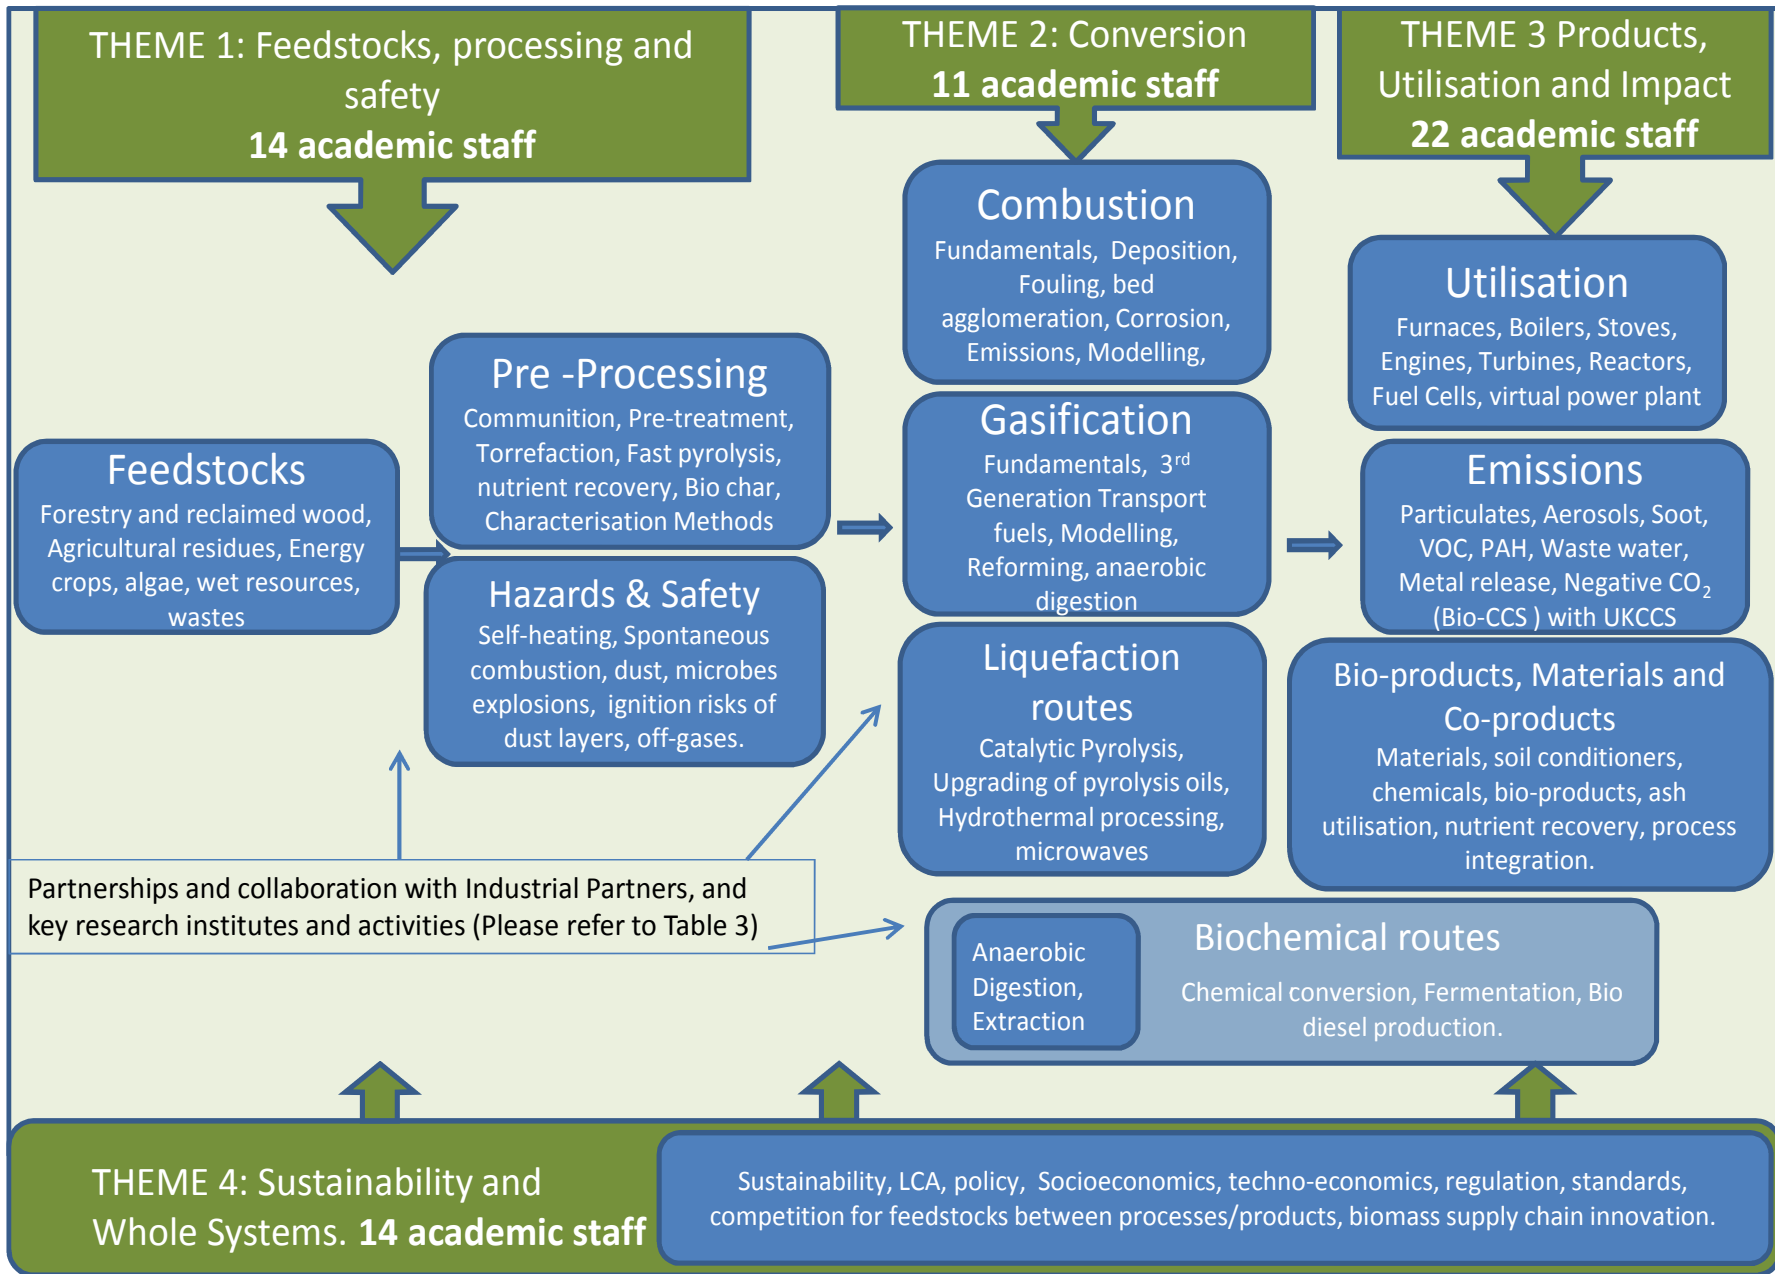 THEME 1: Feedstocks, processing and
safety
14 academic staff
THEME 2: Conversion
11 academic staff
THEME 3 Products,
Utilisation and Impact
22 academic staff
Feedstocks
Forestry and reclaimed wood,
Agricultural residues, Energy
crops, algae, wet resources,
wastes
Pre -Processing
Communition, Pre-treatment,
Torrefaction, Fast pyrolysis,
nutrient recovery, Bio char,
Characterisation Methods
Hazards & Safety
Self-heating, Spontaneous
combustion, dust, microbes
explosions, ignition risks of
dust layers, off-gases.
Combustion
Fundamentals, Deposition,
Fouling, bed
agglomeration, Corrosion,
Emissions, Modelling,
Gasification
Fundamentals, 3rd
Generation Transport
fuels, Modelling,
Reforming, anaerobic
digestion
Liquefaction
routes
Catalytic Pyrolysis,
Upgrading of pyrolysis oils,
Hydrothermal processing,
microwaves
Utilisation
Furnaces, Boilers, Stoves,
Engines, Turbines, Reactors,
Fuel Cells, virtual power plant
Emissions
Particulates, Aerosols, Soot,
VOC, PAH, Waste water,
Metal release, Negative CO2
(Bio-CCS ) with UKCCS
Bio-products, Materials and
Co-products
Materials, soil conditioners,
chemicals, bio-products, ash
utilisation, nutrient recovery, process
integration.
Partnerships and collaboration with Industrial Partners, and
key research institutes and activities (Please refer to Table 3)
Anaerobic
Digestion,
Extraction
Biochemical routes
Chemical conversion, Fermentation, Bio
diesel production.
THEME 4: Sustainability and
Whole Systems. 14 academic staff
Sustainability, LCA, policy, Socioeconomics, techno-economics, regulation, standards,
competition for feedstocks between processes/products, biomass supply chain innovation.